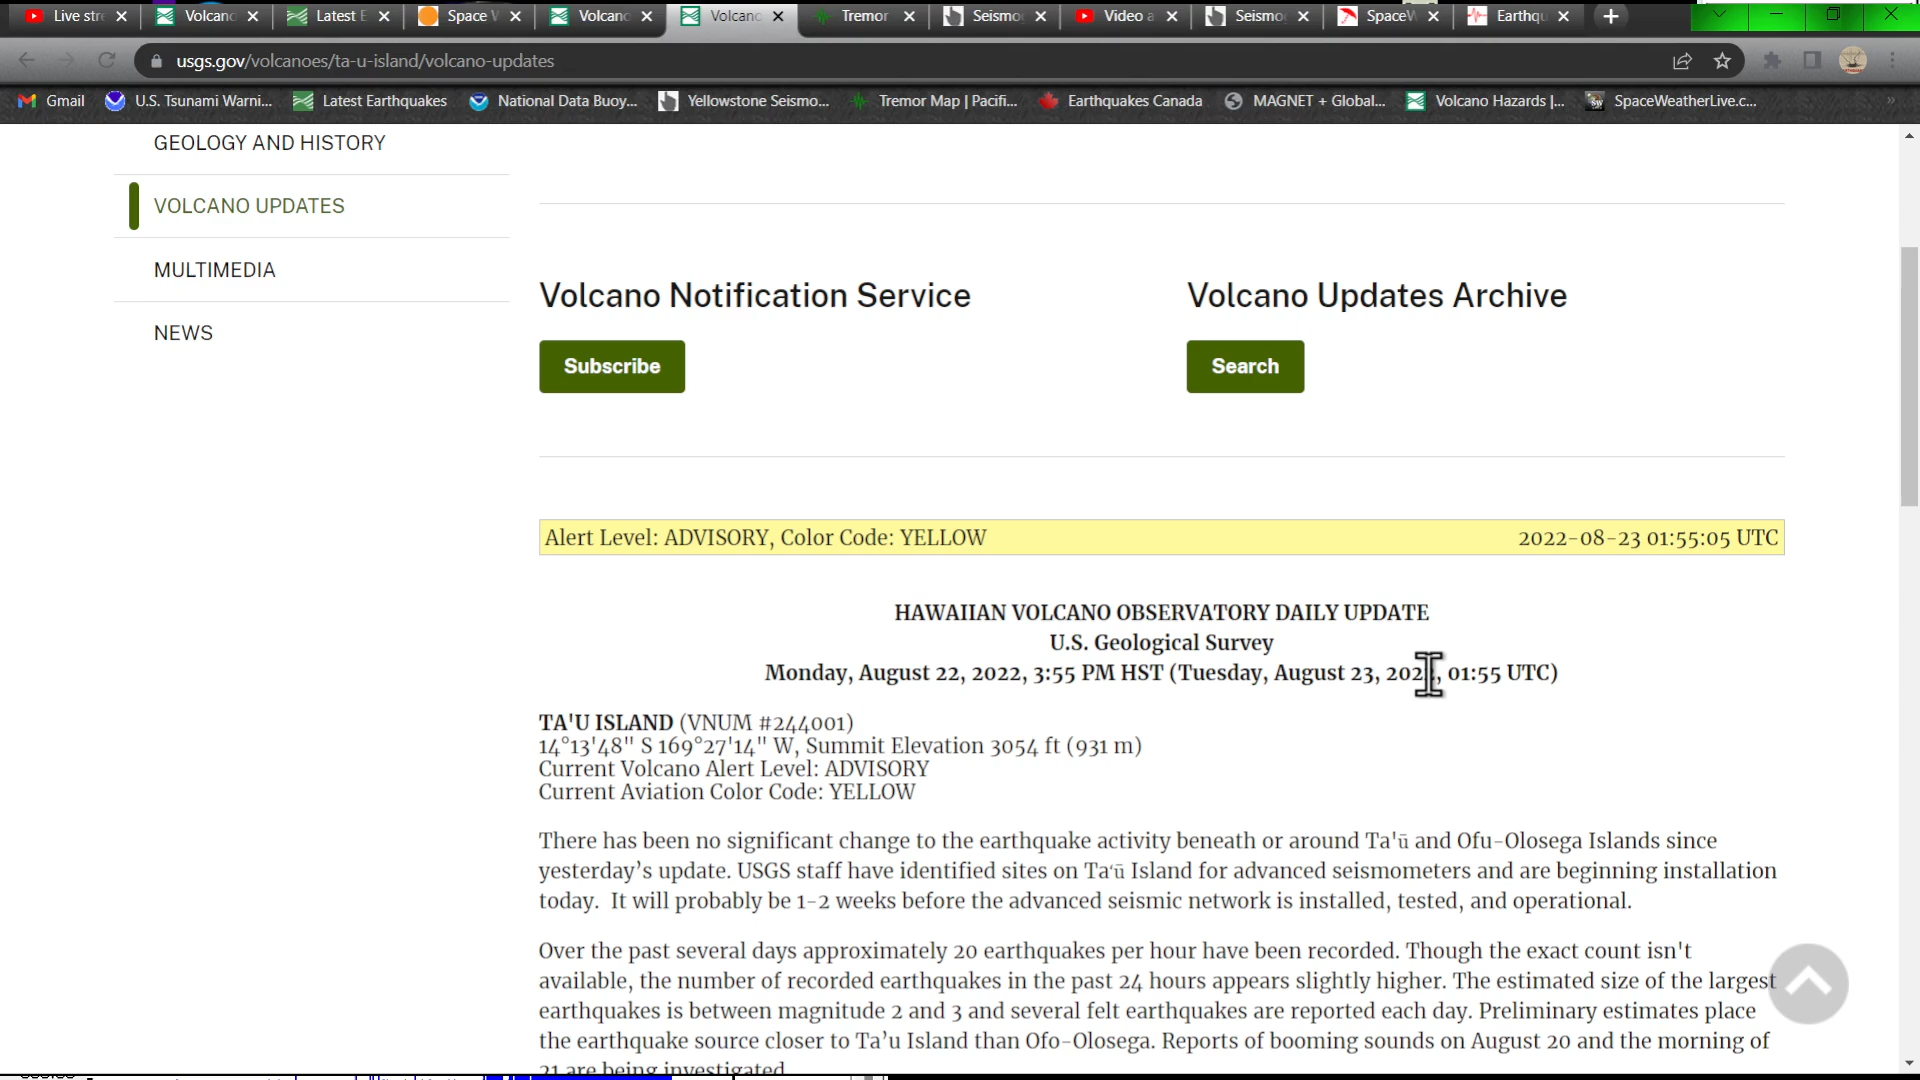 Live stre
Volcano
Latest E
Space V
Volcano
Volcano
Tremor
Seismo
Video a
Seismo
SpaceW
Earthqu
usgs.gov/volcanoes/ta-u-island/volcano-updates
Gmail
U.S. Tsunami Warni...
Latest Earthquakes
National Data Buoy...
Yellowstone Seismo...
Tremor Map | Pacifi...
Earthquakes Canada
MAGNET + Global...
Volcano Hazards |...
SpaceWeatherLive.c...
GEOLOGY AND HISTORY
VOLCANO UPDATES
MULTIMEDIA
NEWS
Volcano Notification Service
Subscribe
Volcano Updates Archive
Search
Alert Level: ADVISORY, Color Code: YELLOW
2022-08-23 01:55:05 UTC
HAWAIIAN VOLCANO OBSERVATORY DAILY UPDATE
U.S. Geological Survey
Monday, August 22, 2022, 3:55 PM HST (Tuesday, August 23, 2022, 01:55 UTC)
TA'U ISLAND (VNUM #244001)
14°13'48" S 169°27'14" W, Summit Elevation 3054 ft (931 m)
Current Volcano Alert Level: ADVISORY
Current Aviation Color Code: YELLOW
There has been no significant change to the earthquake activity beneath or around Ta'ū and Ofu-Olosega Islands since
yesterday’s update. USGS staff have identified sites on Ta‘ū Island for advanced seismometers and are beginning installation
today. It will probably be 1-2 weeks before the advanced seismic network is installed, tested, and operational.
Over the past several days approximately 20 earthquakes per hour have been recorded. Though the exact count isn't
available, the number of recorded earthquakes in the past 24 hours appears slightly higher. The estimated size of the largest
earthquakes is between magnitude 2 and 3 and several felt earthquakes are reported each day. Preliminary estimates place
the earthquake source closer to Ta’u Island than Ofo-Olosega. Reports of booming sounds on August 20 and the morning of
21 are being investigated